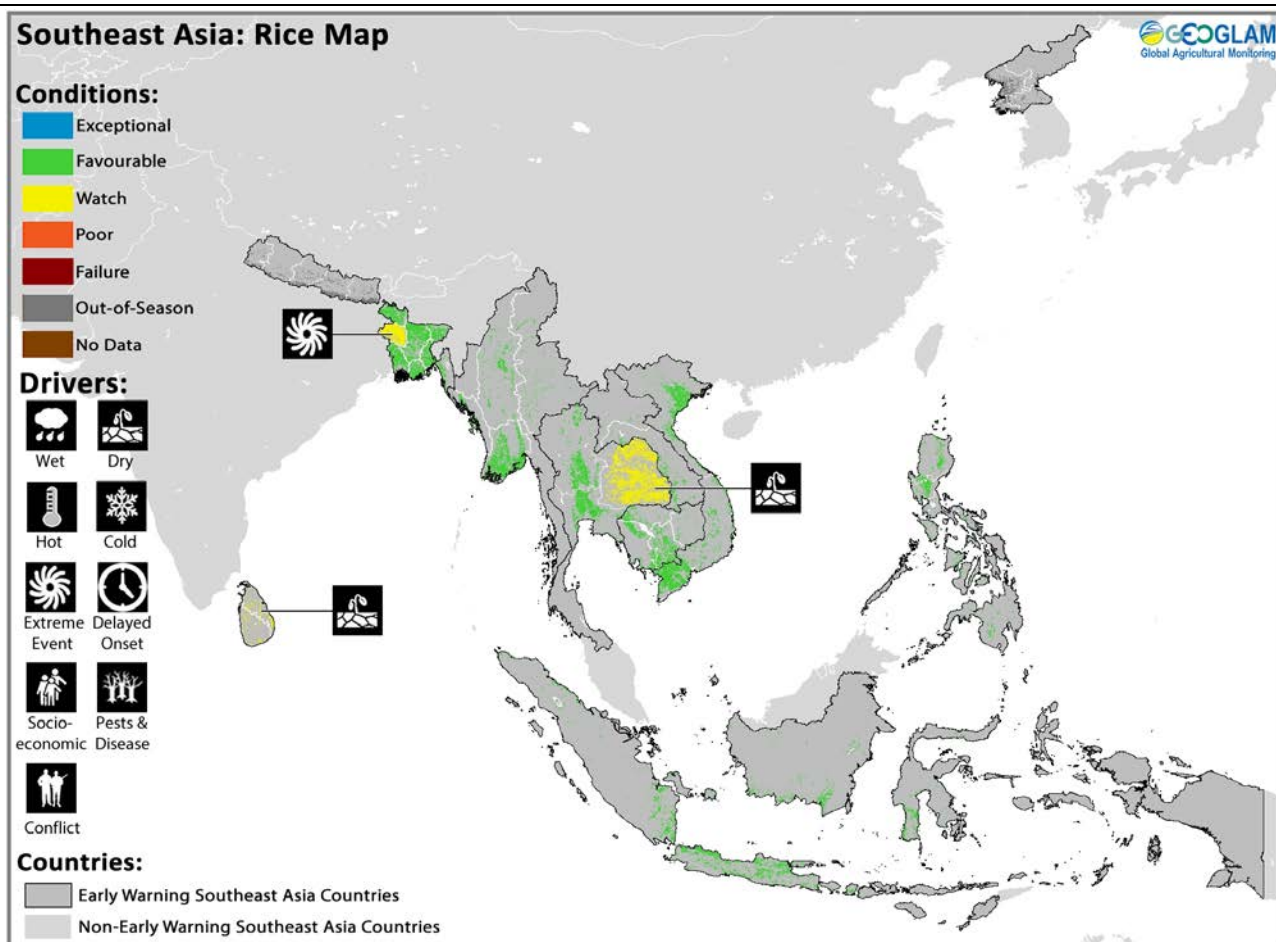 Southeast Asia: Rice Map
GEOGLAM
Global Agricultural Monitoring
Conditions:
Exceptional
Favourable
Watch
Poor
Failure
Out-of-Season
No Data
Drivers:
Wet
Dry
Hot
Cold
Extreme
Event
Delayed
Onset
Socio-
economic
Pests &
Disease
Conflict
Countries:
Early Warning Southeast Asia Countries
Non-Early Warning Southeast Asia Countries